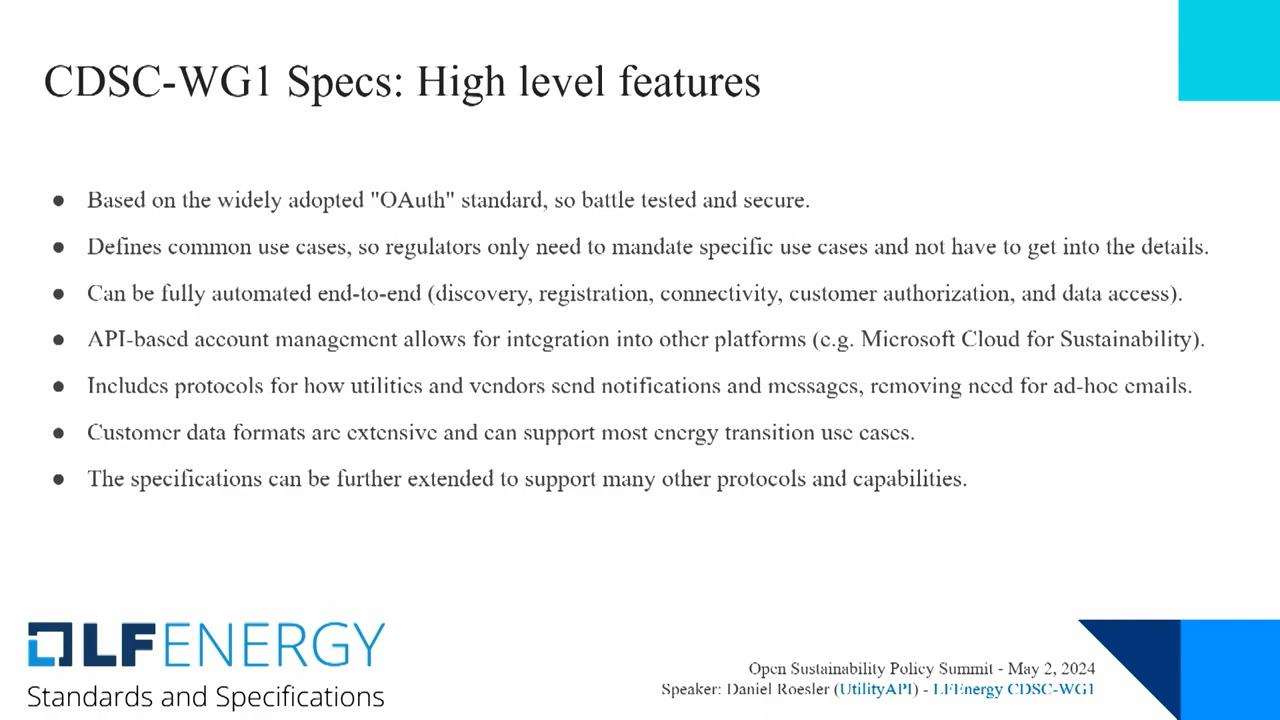 CDSC-WG1 Specs: High level features
● Based on the widely adopted "OAuth" standard, so battle tested and secure.
● Defines common use cases, so regulators only need to mandate specific use cases and not have to get into the details.
● Can be fully automated end-to-end (discovery, registration, connectivity, customer authorization, and data access).
● API-based account management allows for integration into other platforms (e.g. Microsoft Cloud for Sustainability).
● Includes protocols for how utilities and vendors send notifications and messages, removing need for ad-hoc emails.
● Customer data formats are extensive and can support most energy transition use cases.
● The specifications can be further extended to support many other protocols and capabilities.
LFENERGY
Standards and Specifications
Open Sustainability Policy Summit - May 2, 2024
Speaker: Daniel Roesler (UtilityAPI) - LFEnergy CDSC-WG1